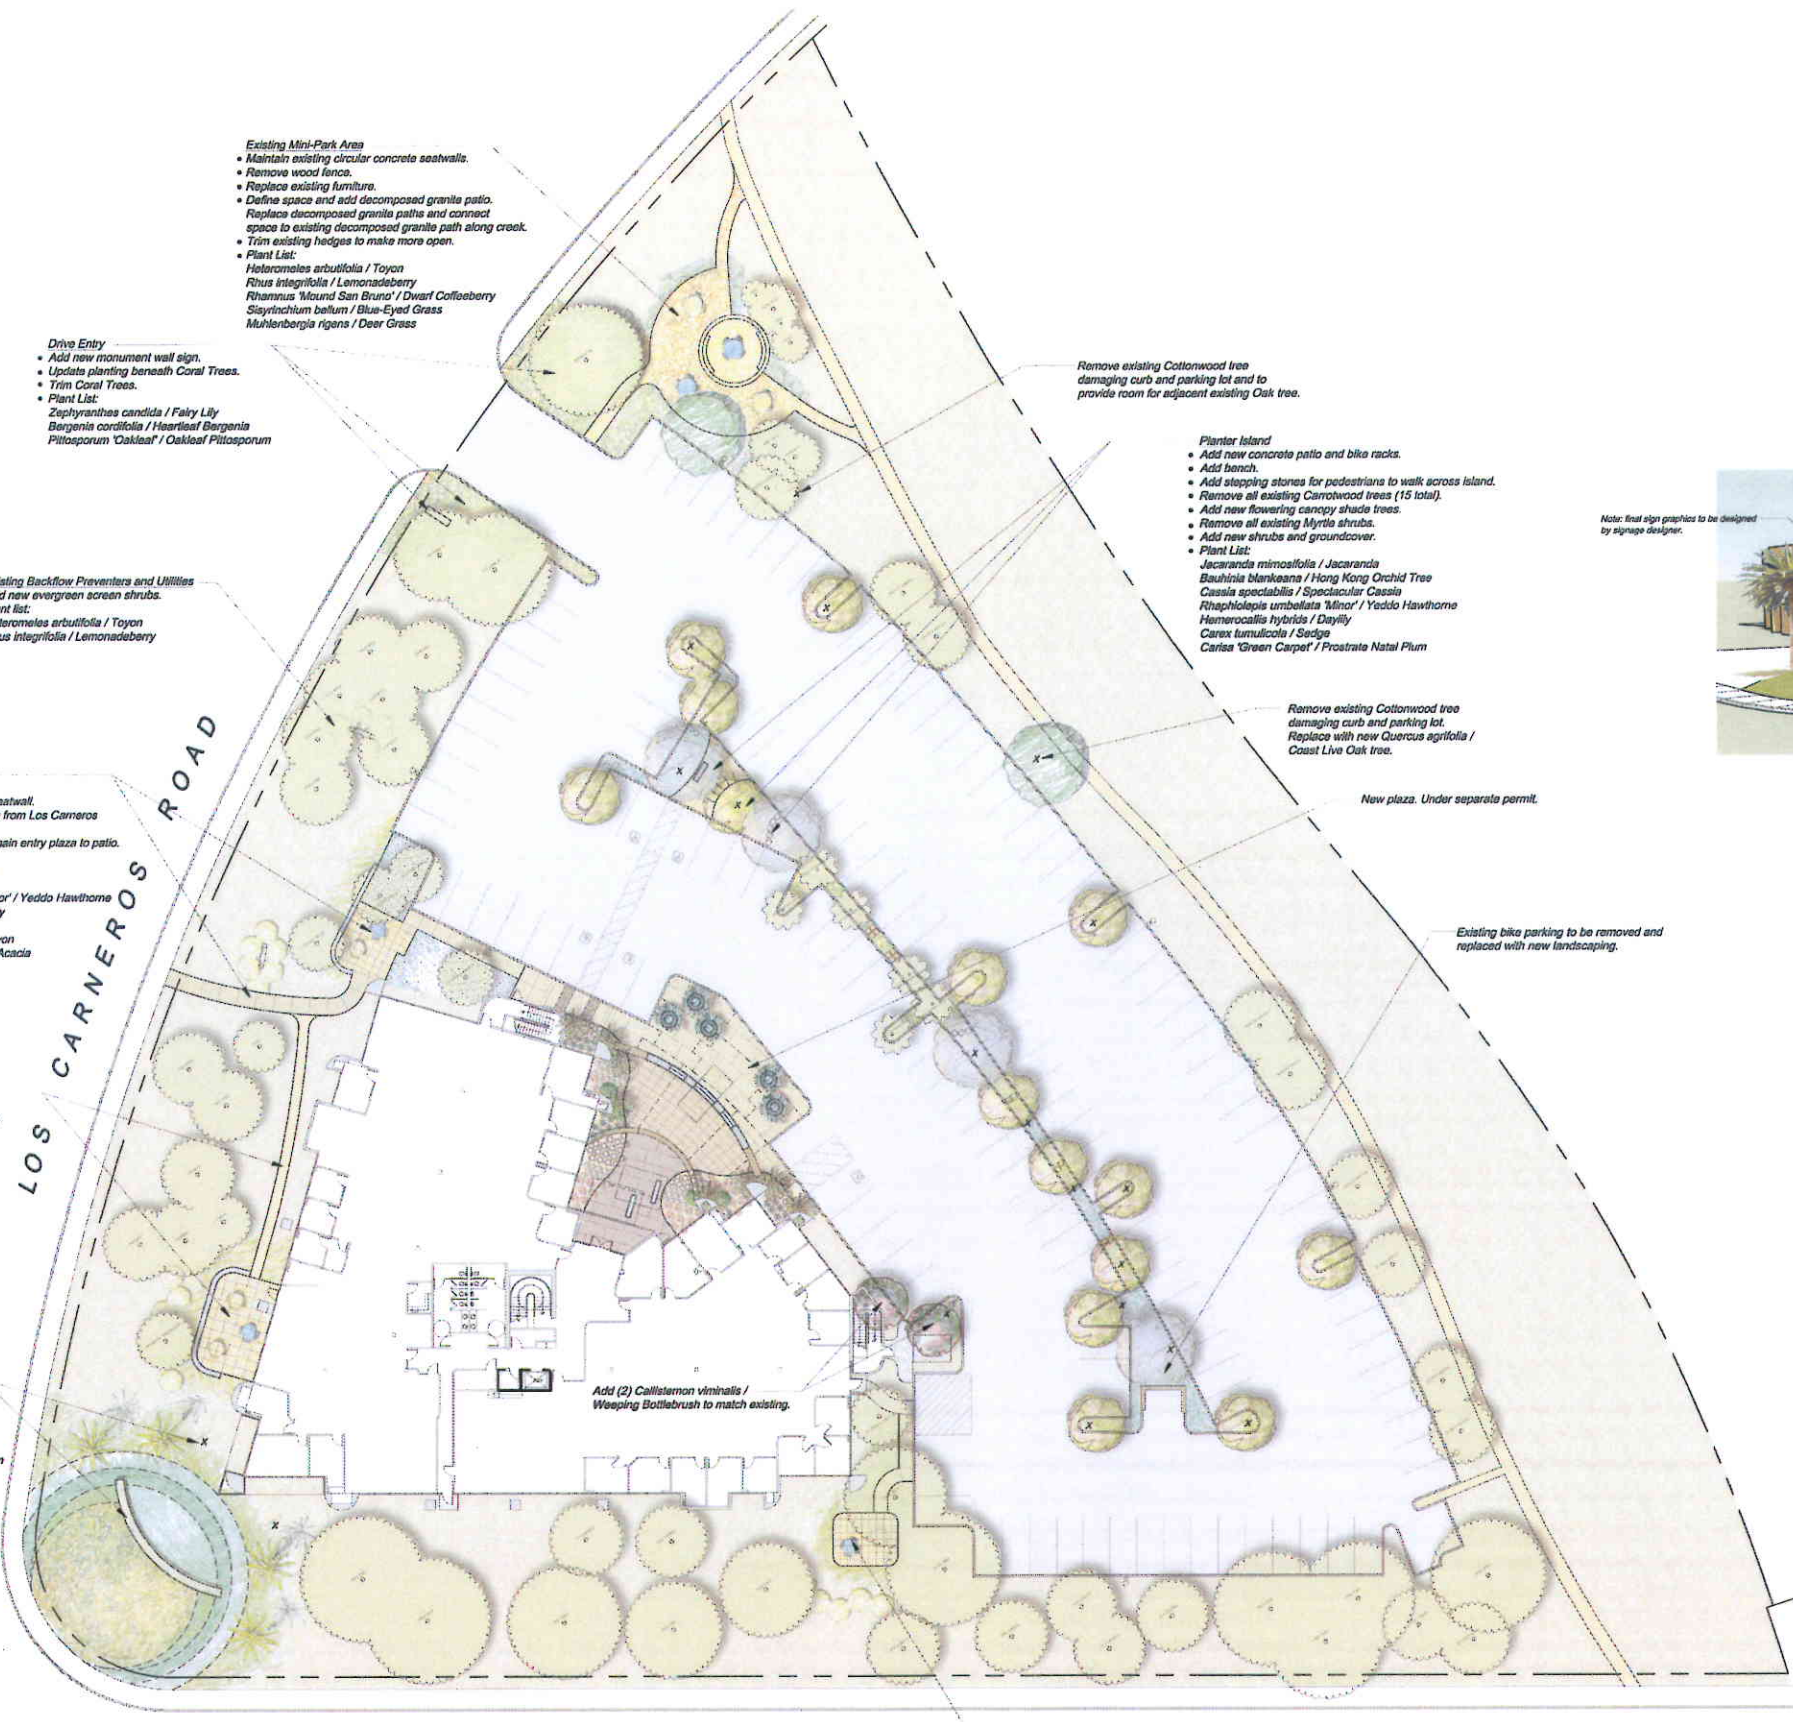 Existing Mini-Park Area
• Maintain existing circular concrete seatwalls.
• Remove wood fence.
• Replace existing furniture.
• Define space and add decomposed granite patio.
Replace decomposed granite paths and connect
space to existing decomposed granite path along creek.
• Trim existing hedges to make more open.
• Plant List:
Heteromeles arbutifolia / Toyon
Rhus integrifolia / Lemonadeberry
Rhamnus 'Mound San Bruno' / Dwarf Coffeeberry
Sisyrinchium bellum / Blue-Eyed Grass
Muhlenbergia rigens / Deer Grass
Drive Entry
• Add new monument wall sign.
• Update planting beneath Coral Trees.
• Trim Coral Trees.
• Plant List:
Zephyranthes candida / Fairy Lily
Bergenia cordifolia / Heartleaf Bergenia
Pittosporum 'Oakleaf' / Oakleaf Pittosporum
Remove existing Cottonwood tree
damaging curb and parking lot and to
provide room for adjacent existing Oak tree.
Planter Island
• Add new concrete patio and bike racks.
• Add bench.
• Add stepping stones for pedestrians to walk across island.
• Remove all existing Carrotwood trees (15 total).
• Add new flowering canopy shade trees.
• Remove all existing Myrtle shrubs.
• Add new shrubs and groundcover.
• Plant List:
Jacaranda mimosifolia / Jacaranda
Bauhinia blankeana / Hong Kong Orchid Tree
Cassia spectabilis / Spectacular Cassia
Rhaphiolepis umbellata 'Minor' / Yeddo Hawthorne
Hemerocallis hybrids / Dayliy
Carex tumulicola / Sedge
Carisa 'Green Carpet' / Prostrate Natal Plum
Note: final sign graphics to be designed
by signage designer.
isting Backflow Preventers and Utilities
d new evergreen screen shrubs.
nt list:
teromeles arbutifolia / Toyon
us integrifolia / Lemonadeberry
Remove existing Cottonwood tree
damaging curb and parking lot.
Replace with new Quercus agrifolia /
Coast Live Oak tree.
eatwall.
from Los Carneros
ain entry plaza to patio.
or' / Yeddo Hawthorne
y
yon
Acacia
New plaza. Under separate permit.
Existing bike parking to be removed and
replaced with new landscaping.
LOS CARNEROS ROAD
Add (2) Callistemon viminalis /
Weeping Bottlebrush to match existing.